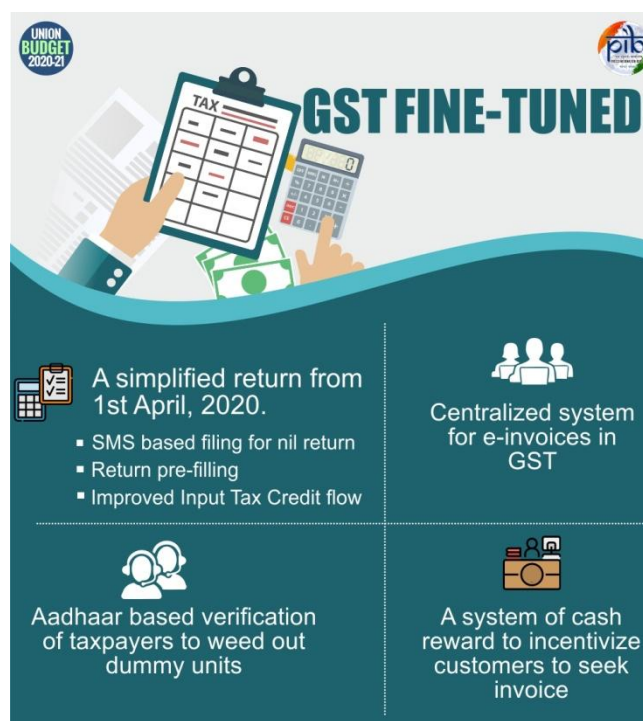 UNION
BUDGET
2020-21
pib
TAX
GST FINE-TUNED
0
A simplified return from
1st April, 2020.
▪ SMS based filing for nil return
▪ Return pre-filling
▪ Improved Input Tax Credit flow
Centralized system
for e-invoices in
GST
Aadhaar based verification
of taxpayers to weed out
dummy units
A system of cash
reward to incentivize
customers to seek
invoice